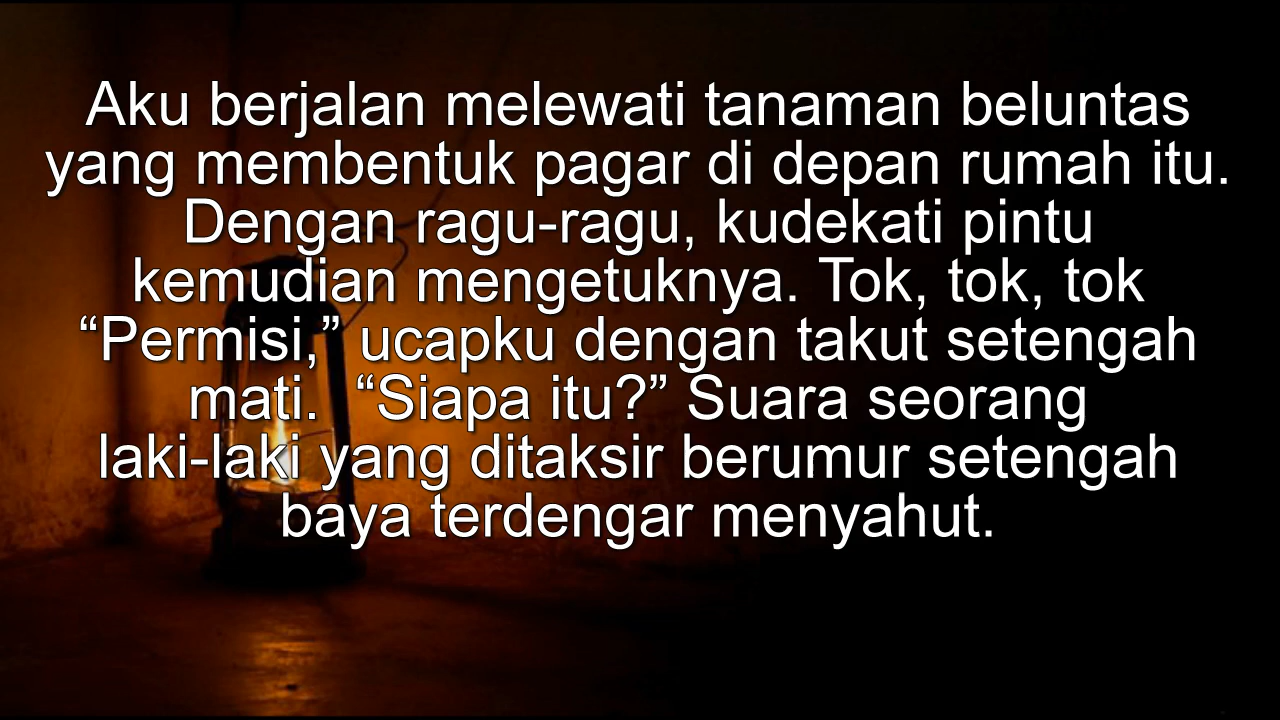 Aku berjalan melewati tanaman beluntas
yang membentuk pagar di depan rumah itu.
Dengan ragu-ragu, kudekati pintu
kemudian mengetuknya. Tok, tok, tok
“Permisi,” ucapku dengan takut setengah
mati.  “Siapa itu?” Suara seorang
laki-laki yang ditaksir berumur setengah
baya terdengar menyahut.